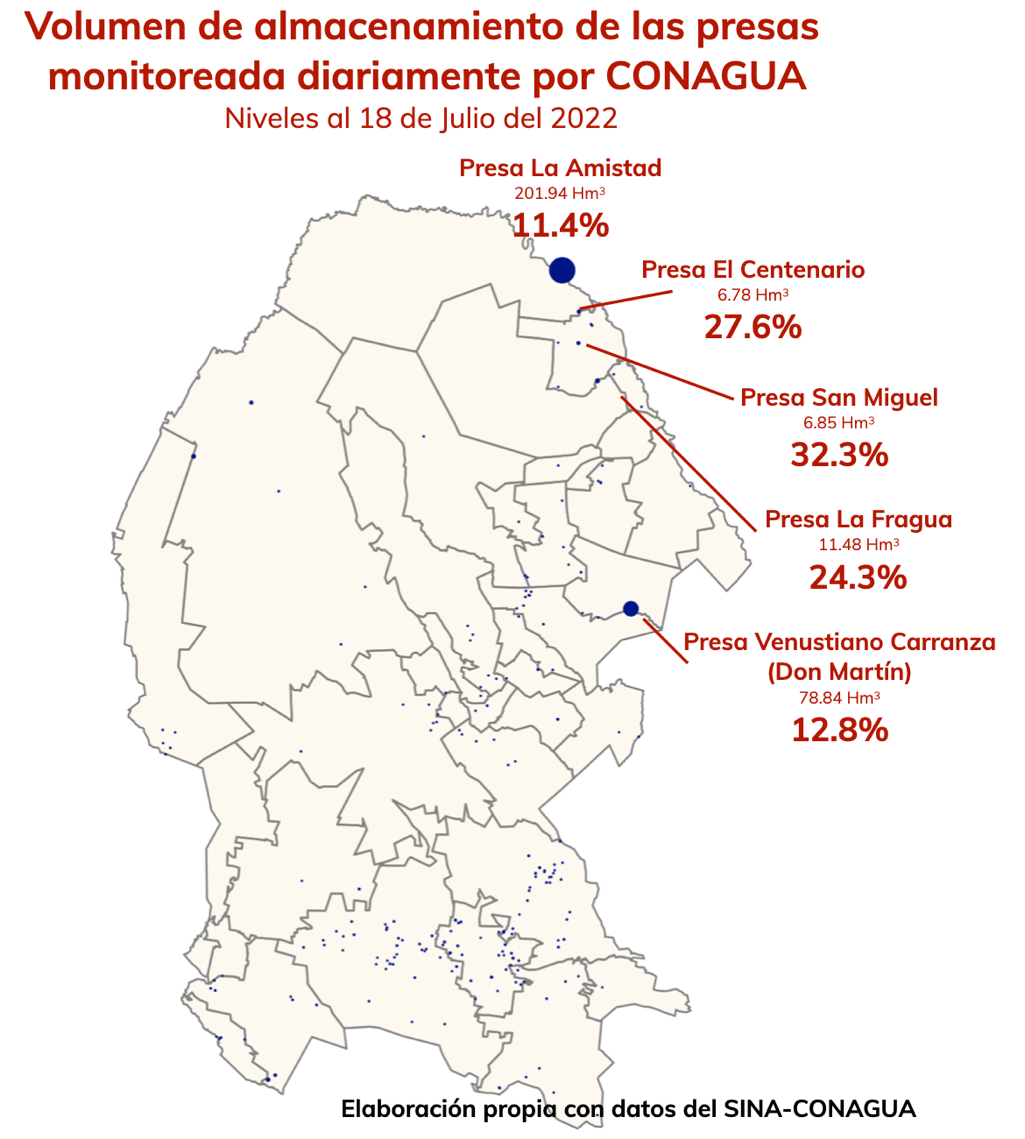 Volumen de almacenamiento de las presas
monitoreada diariamente por CONAGUA
Niveles al 18 de Julio del 2022
Presa La Amistad
201.94 Hm³
11.4%
Presa El Centenario
6.78 Hm³
27.6%
Presa San Miguel
6.85 Hm³
32.3%
Presa La Fragua
11.48 Hm³
24.3%
Presa Venustiano Carranza
(Don Martín)
78.84 Hm³
12.8%
Elaboración propia con datos del SINA-CONAGUA